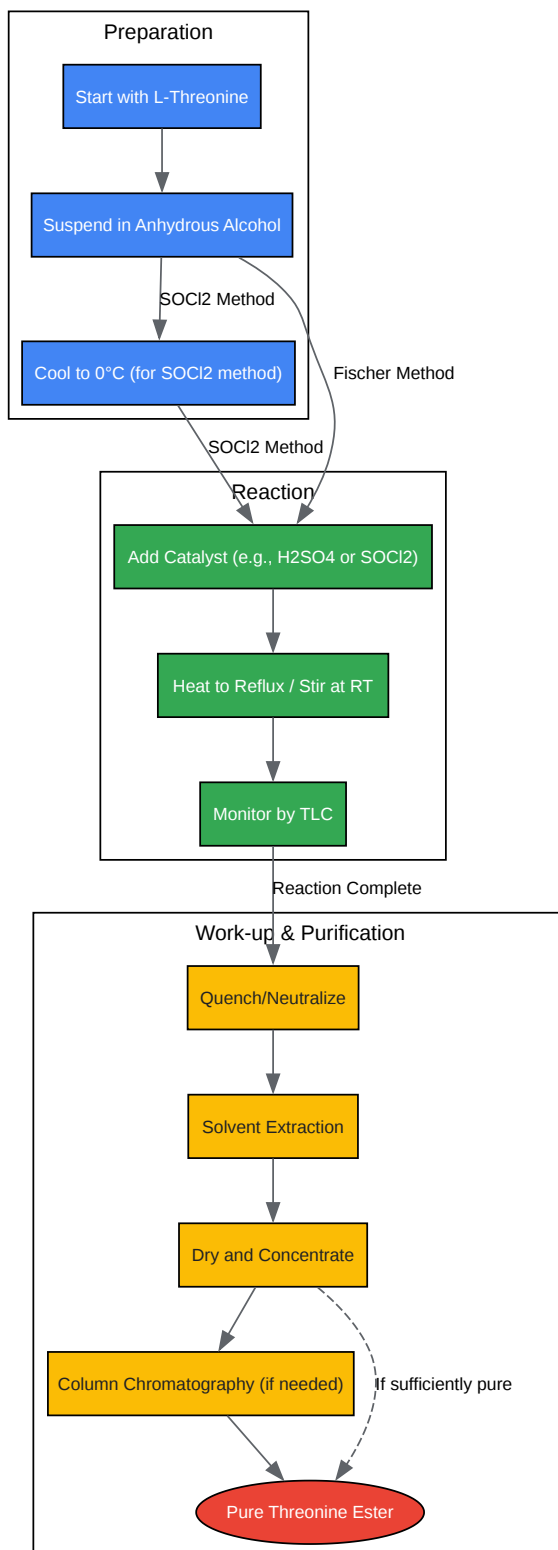 Preparation
Start with L-Threonine
Suspend in Anhydrous Alcohol
SOCl2 Method
Fischer Method
Cool to 0°C (for SOCl2 method)
SOCl2 Method
Reaction
Add Catalyst (e.g., H2SO4 or SOCl2)
Heat to Reflux / Stir at RT
Monitor by TLC
Reaction Complete
Work-up & Purification
Quench/Neutralize
Solvent Extraction
Dry and Concentrate
Column Chromatography (if needed)
If sufficiently pure
Pure Threonine Ester